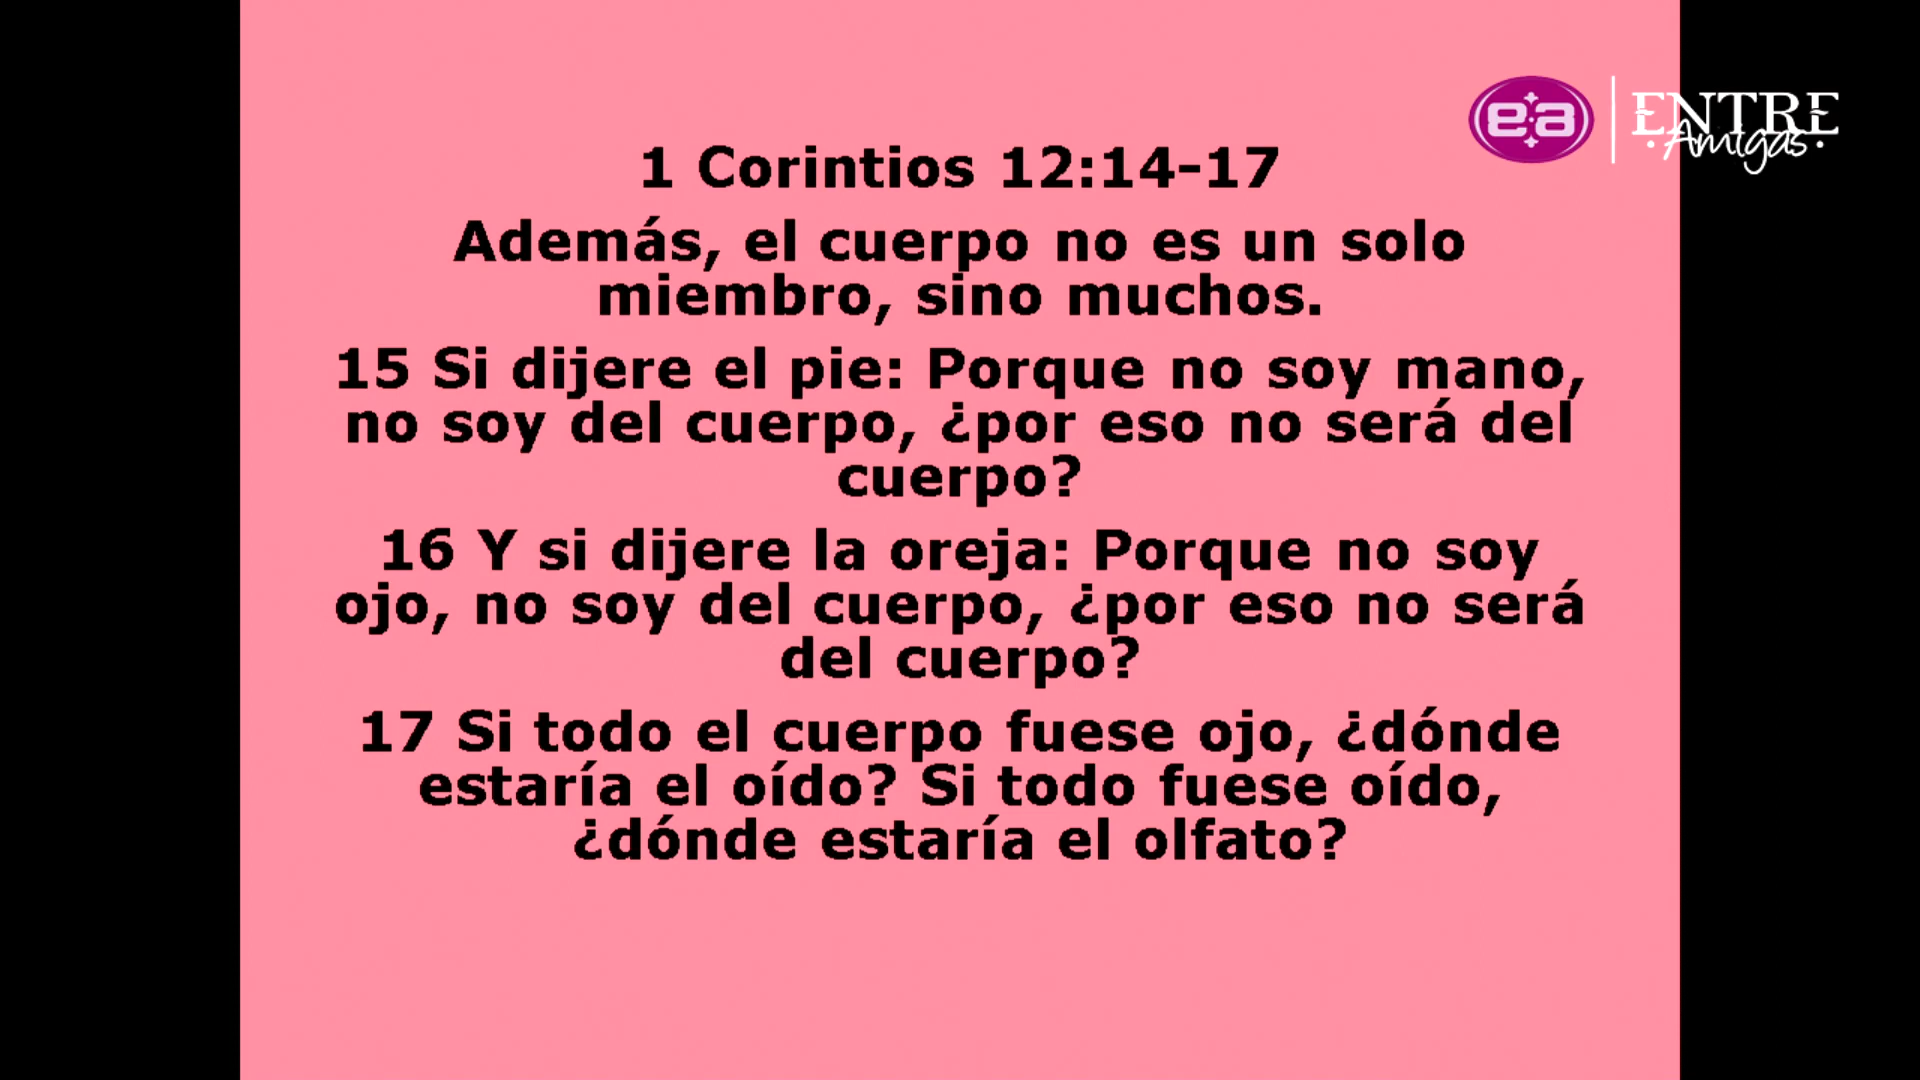 e:a
ENTRE
Amigas
1 Corintios 12:14-17
Además, el cuerpo no es un solo
miembro, sino muchos.
15 Si dijere el pie: Porque no soy mano,
no soy del cuerpo, ¿por eso no será del
cuerpo?
16 Y si dijere la oreja: Porque no soy
ojo, no soy del cuerpo, ¿por eso no será
del cuerpo?
17 Si todo el cuerpo fuese ojo, ¿dónde
estaría el oído? Si todo fuese oído,
¿dónde estaría el olfato?